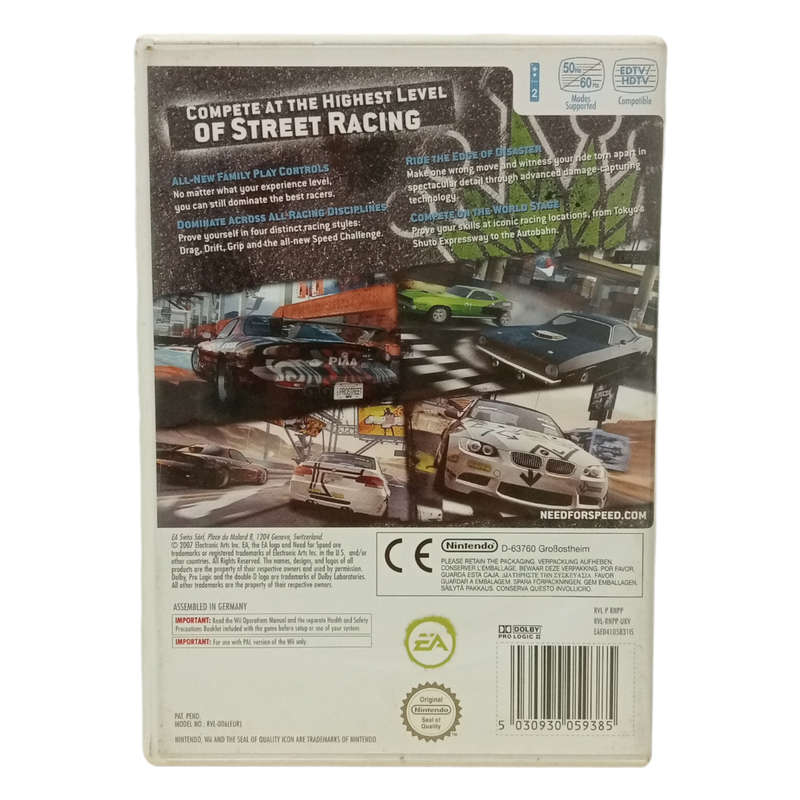 COMPETE AT THE HIGHEST LEVEL
OF STREET RACING
2
50Hz
60Hz
Modes
Supported
EDTV/
HDTV
Compatible
ALL-NEW FAMILY PLAY CONTROLS
No matter what your experience level,
you can still dominate the best racers.
DOMINATE ACROSS ALL RACING DISCIPLINES
Prove yourself in four distinct racing styles:
Drag, Drift, Grip and the all-new Speed Challenge.
RIDE THE EDGE OF DISASTER
Make one wrong move and witness your ride torn apart in
spectacular detail through advanced damage-capturing
technology.
COMPETE ON THE WORLD STAGE
Prove your skills at iconic racing locations, from Tokyo's
Shuto Expressway to the Autobahn.
PIAA
NEEDFORSPEED.COM
EA Swiss Sàrl, Place du Molard 8, 1204 Geneva, Switzerland.
© 2007 Electronic Arts Inc. EA, the EA logo and Need for Speed are
trademarks or registered trademarks of Electronic Arts Inc. in the U.S. and/or
other countries. All Rights Reserved. The names, designs, and logos of all
products are the property of their respective owners and used by permission.
Dolby, Pro Logic and the double-D logo are trademarks of Dolby Laboratories.
All other trademarks are the property of their respective owners.
ASSEMBLED IN GERMANY
IMPORTANT: Read the Wii Operations Manual and the separate Health and Safety
Precautions Booklet included with the game before setup or use of your system.
IMPORTANT: For use with PAL version of the Wii only.
PAT. PEND.
MODEL NO.: RVL-006(EUR)
NINTENDO, Wii AND THE SEAL OF QUALITY ICON ARE TRADEMARKS OF NINTENDO.
CE
Nintendo D-63760 Großostheim
PLEASE RETAIN THE PACKAGING. VERPACKUNG AUFHEBEN.
CONSERVER L'EMBALLAGE. BEWAAR DEZE VERPAKKING. POR FAVOR,
GUARDA ESTA CAJA. ΔΙΑΤΗΡΗΣΤΕ ΤΗΝ ΣΥΣΚΕΥΑΣΙΑ. FAVOR
GUARDAR A EMBALAGEM. SPARA FÖRPACKNINGEN. GEM EMBALLAGEN.
SÄILYTÄ PAKKAUS. CONSERVA QUESTO INVOLUCRO.
EA
DOLBY
PRO LOGIC II
RVL P RNPP
RVL-RNPP-UKV
EAE04105831IS
Original
Nintendo
Seal of
Quality
TM
5 030930 059385